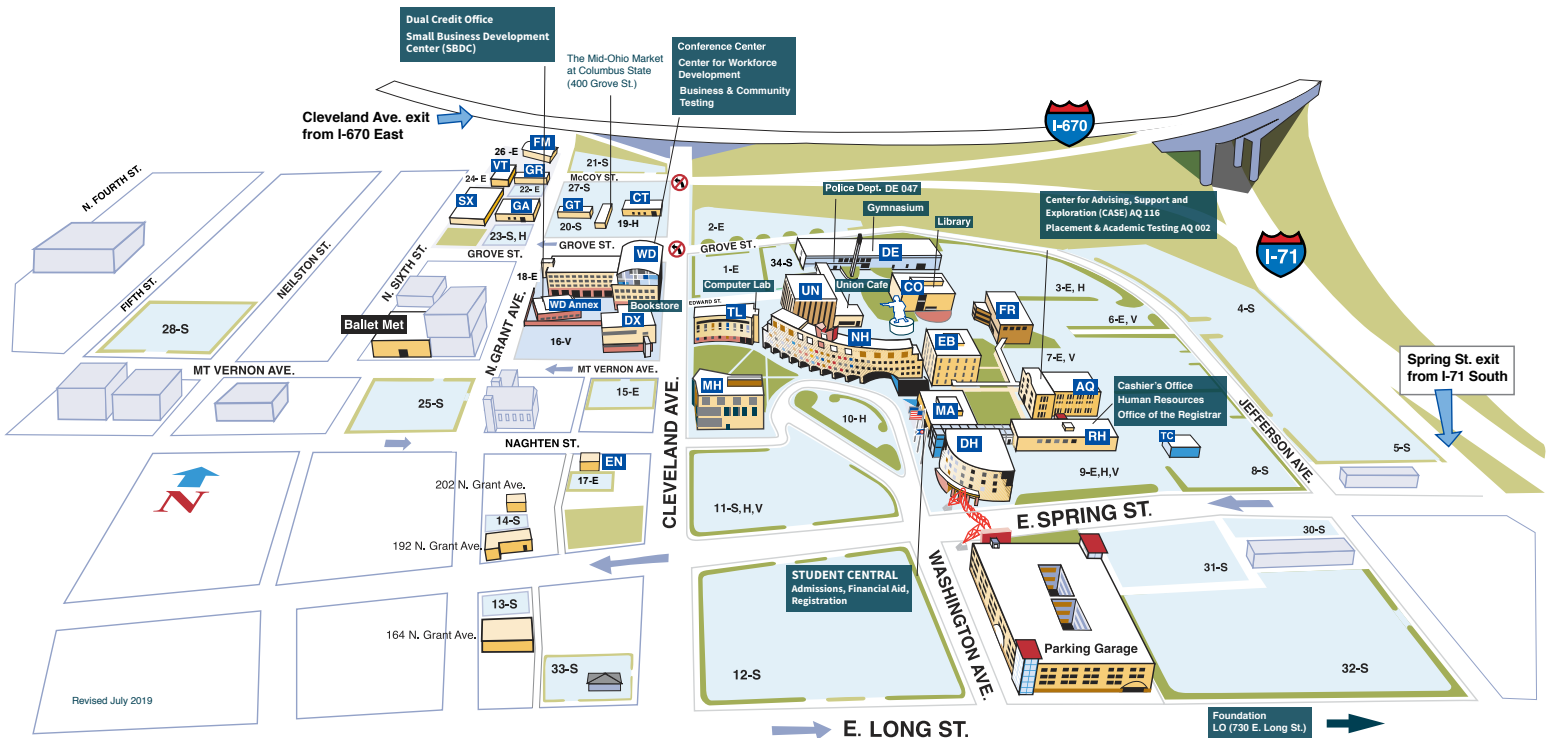 Dual Credit Office
Small Business Development
Center (SBDC)
The Mid-Ohio Market
at Columbus State
(400 Grove St.)
Conference Center
Center for Workforce
Development
Business & Community
Testing
Cleveland Ave. exit
from I-670 East
I-670
I-71
FM
26 -E
VT
GR
24- E
22- E
SX
GA
23-S, H
21-S
McCOY ST.
27-S
GT
CT
20-S
19-H
GROVE ST.
GROVE ST.
GROVE ST.
N. FOURTH ST.
FIFTH ST.
NEILSTON ST.
N. SIXTH ST.
N. GRANT AVE.
18-E
WD
WD Annex
Bookstore
DX
16-V
Ballet Met
28-S
MT VERNON AVE.
MT VERNON AVE.
25-S
15-E
NAGHTEN ST.
CLEVELAND AVE.
2-E
1-E
34-S
Police Dept. DE 047
Gymnasium
Library
DE
Computer Lab
Union Cafe
UN
CO
EDWARD ST.
TL
NH
FR
EB
MH
10- H
MA
DH
AQ
RH
TC
Center for Advising, Support and
Exploration (CASE) AQ 116
Placement & Academic Testing AQ 002
3-E, H
6-E, V
7-E, V
4-S
Cashier's Office
Human Resources
Office of the Registrar
Spring St. exit
from I-71 South
JEFFERSON AVE.
5-S
8-S
9-E,H,V
E. SPRING ST.
N
EN
17-E
202 N. Grant Ave.
14-S
192 N. Grant Ave.
13-S
164 N. Grant Ave.
33-S
11-S, H,V
STUDENT CENTRAL
Admissions, Financial Aid,
Registration
WASHINGTON AVE.
12-S
30-S
31-S
Parking Garage
32-S
Revised July 2019
E. LONG ST.
Foundation
LO (730 E. Long St.)